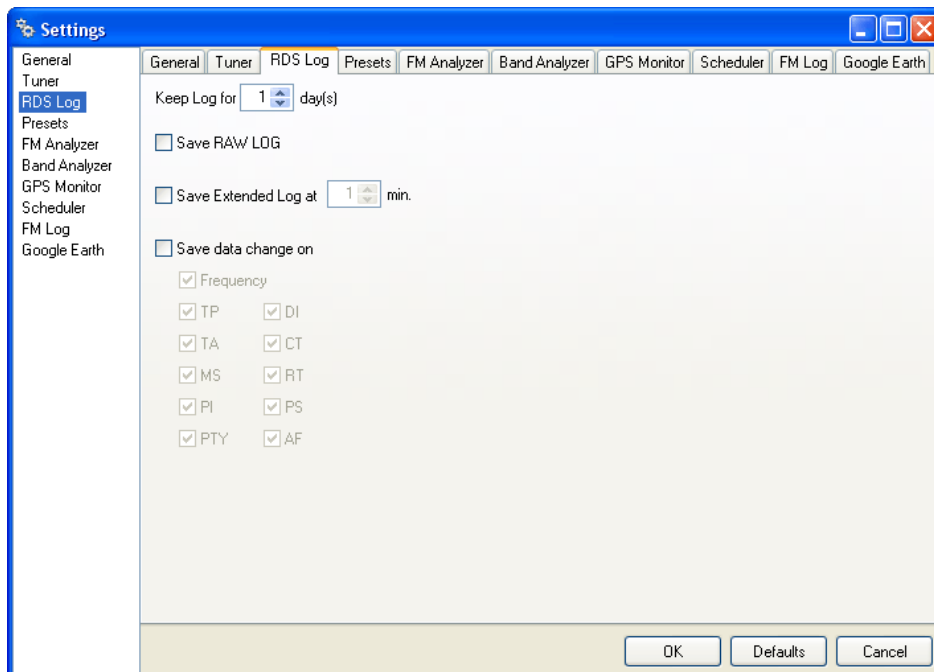 Settings
General
Tuner
RDS Log
Presets
FM Analyzer
Band Analyzer
GPS Monitor
Scheduler
FM Log
Google Earth
General Tuner RDS Log Presets FM Analyzer Band Analyzer GPS Monitor Scheduler FM Log Google Earth
Keep Log for 1 day(s)
Save RAW LOG
Save Extended Log at 1 min.
Save data change on
Frequency
TP DI
TA CT
MS RT
PI PS
PTY AF
OK Defaults Cancel